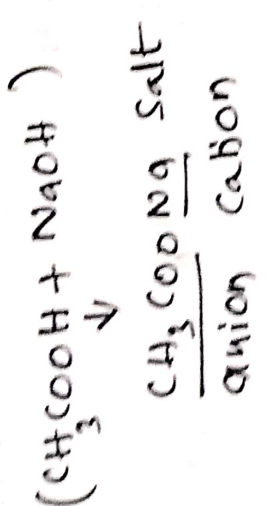 (CH₃COOH + NaOH)
↓
CH₃COONa salt
anion cation